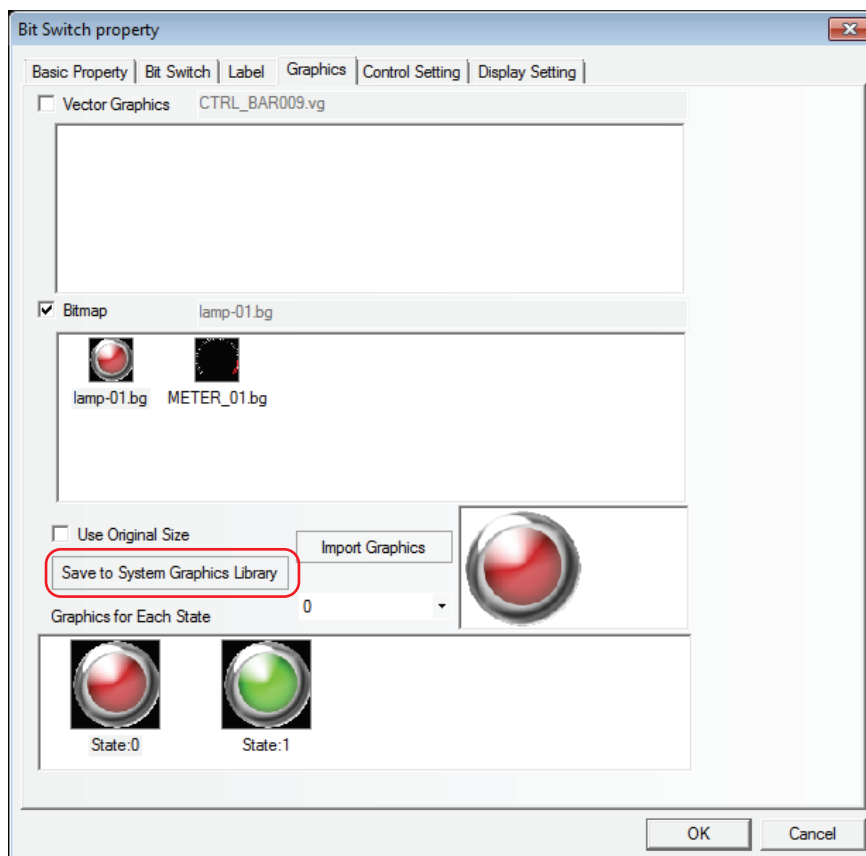 Bit Switch property
Basic Property Bit Switch Label Graphics Control Setting Display Setting
Vector Graphics CTRL_BAR009.vg
Bitmap lamp-01.bg
lamp-01.bg METER_01.bg
Use Original Size
Import Graphics
Save to System Graphics Library
0
Graphics for Each State
State:0 State:1
OK Cancel